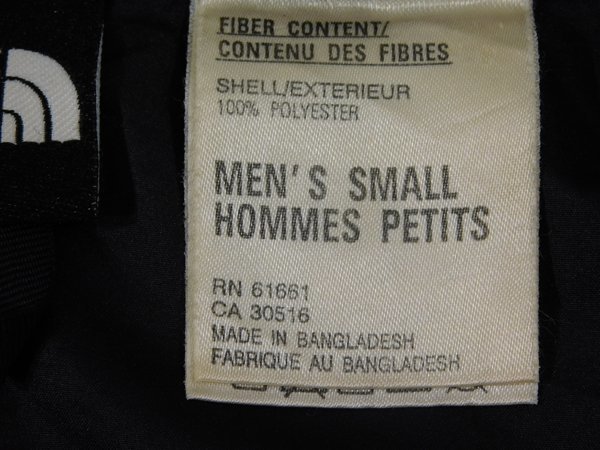 FIBER CONTENT/
CONTENU DES FIBRES
SHELL/EXTERIEUR
100% POLYESTER
MEN'S SMALL
HOMMES PETITS
RN 61661
CA 30516
MADE IN BANGLADESH
FABRIQUE AU BANGLADESH